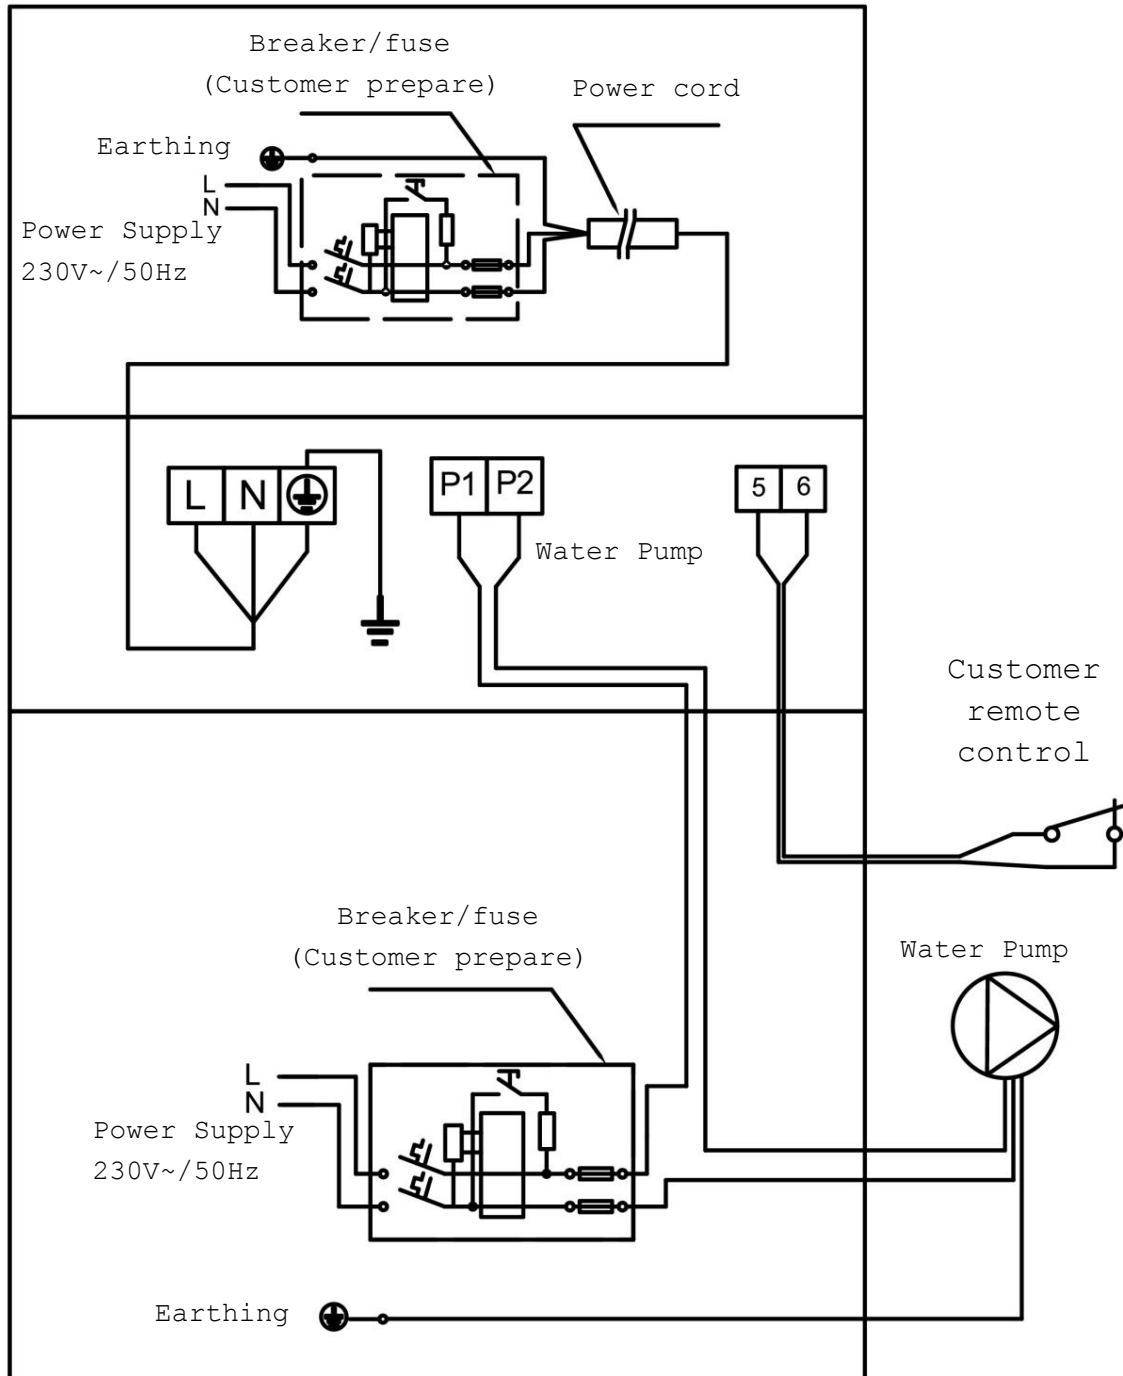 Breaker/fuse
(Customer prepare)
Power cord
Earthing
L
N
Power Supply
230V~/50Hz
L N
P1 P2
5 6
Water Pump
Customer
remote
control
Breaker/fuse
(Customer prepare)
Water Pump
L
N
Power Supply
230V~/50Hz
Earthing